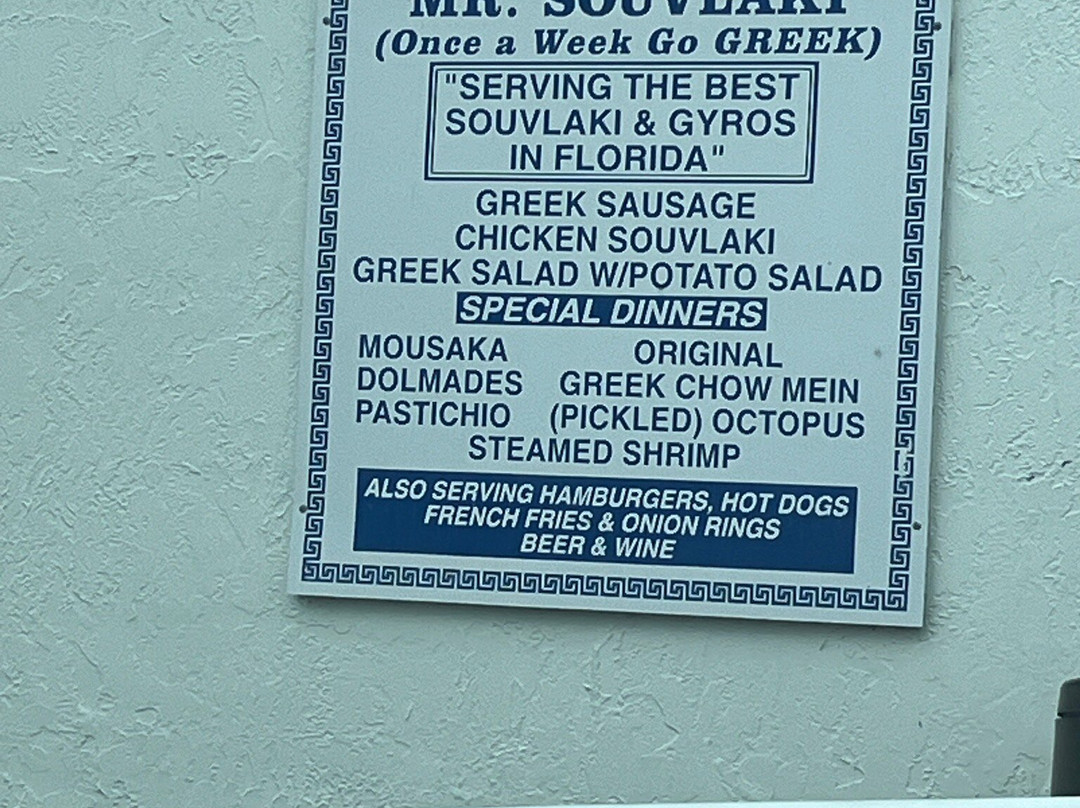 MR. SOUVLAKI
(Once a Week Go GREEK)
"SERVING THE BEST
SOUVLAKI & GYROS
IN FLORIDA"
GREEK SAUSAGE
CHICKEN SOUVLAKI
GREEK SALAD W/POTATO SALAD
SPECIAL DINNERS
MOUSAKA
DOLMADES
PASTICHIO
ORIGINAL
GREEK CHOW MEIN
(PICKLED) OCTOPUS
STEAMED SHRIMP
ALSO SERVING HAMBURGERS, HOT DOGS
FRENCH FRIES & ONION RINGS
BEER & WINE